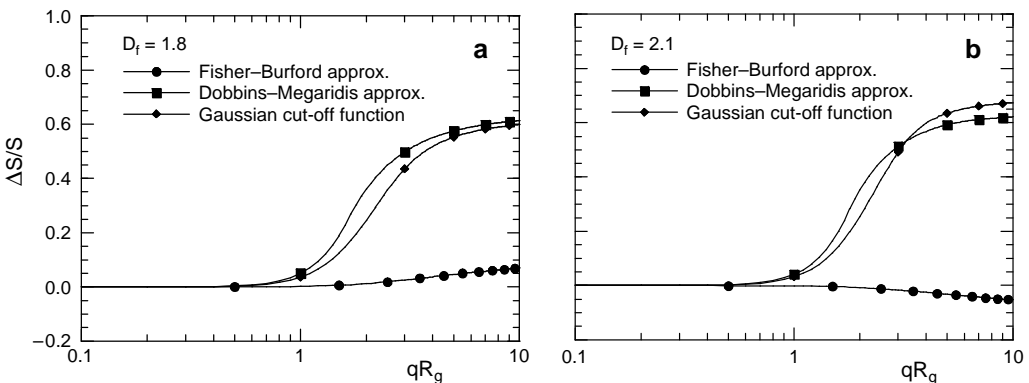 1.0
0.8
0.6
0.4
0.2
0.0
−0.2
ΔS/S
D_f = 1.8
a
Fisher–Burford approx.
Dobbins–Megaridis approx.
Gaussian cut-off function
0.1
1
10
qR_g
D_f = 2.1
b
Fisher–Burford approx.
Dobbins–Megaridis approx.
Gaussian cut-off function
0.1
1
10
qR_g